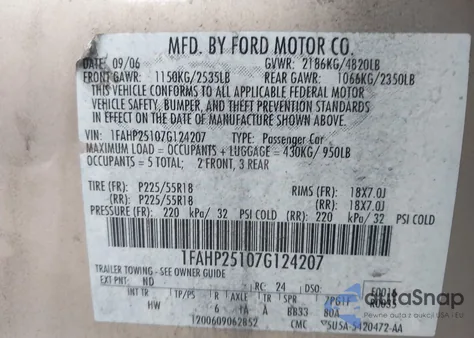 MFD. BY FORD MOTOR CO.
DATE: 09/06 GVWR: 2186KG/4820LB
FRONT GAWR: 1150KG/2535LB REAR GAWR: 1066KG/2350LB
THIS VEHICLE CONFORMS TO ALL APPLICABLE FEDERAL MOTOR
VEHICLE SAFETY, BUMPER, AND THEFT PREVENTION STANDARDS
IN EFFECT ON THE DATE OF MANUFACTURE SHOWN ABOVE.
VIN: 1FAHP25107G124207 TYPE: Passenger Car
MAXIMUM LOAD = OCCUPANTS + LUGGAGE = 430KG/950LB
OCCUPANTS = 5 TOTAL; 2 FRONT, 3 REAR
TIRE (FR): P225/55R18 RIMS (FR): 18X7.0J
(RR): P225/55R18 (RR): 18X7.0J
PRESSURE (FR): 220 kPa/ 32 PSI COLD (RR): 220 kPa/ 32 PSI COLD
1FAHP25107G124207
TRAILER TOWING - SEE OWNER GUIDE
EXT PNT: ND RC: 24 DSO:
INT TR TP/PS R AXLE TR SPR
HW 6 1A A BB33 80A
1200609062852 CMC 5U5A-5420472-AA
autoSnap
VEHICLE HISTORY U.S / EU